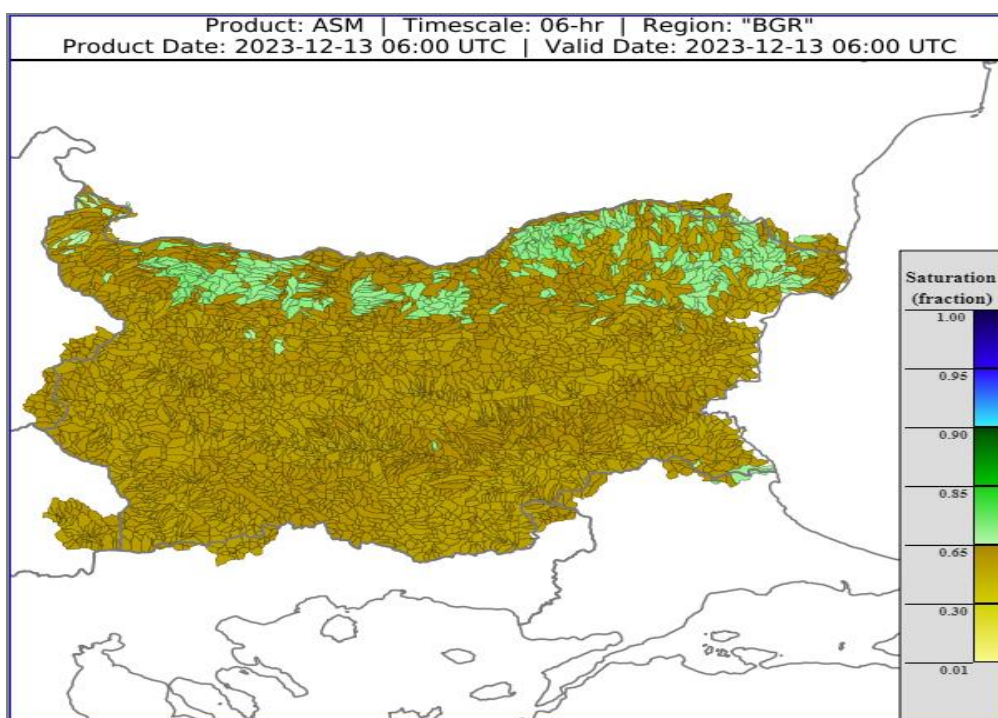 Product: ASM | Timescale: 06-hr | Region: "BGR"
Product Date: 2023-12-13 06:00 UTC | Valid Date: 2023-12-13 06:00 UTC
Saturation
(fraction)
1.00
0.95
0.90
0.85
0.65
0.30
0.01